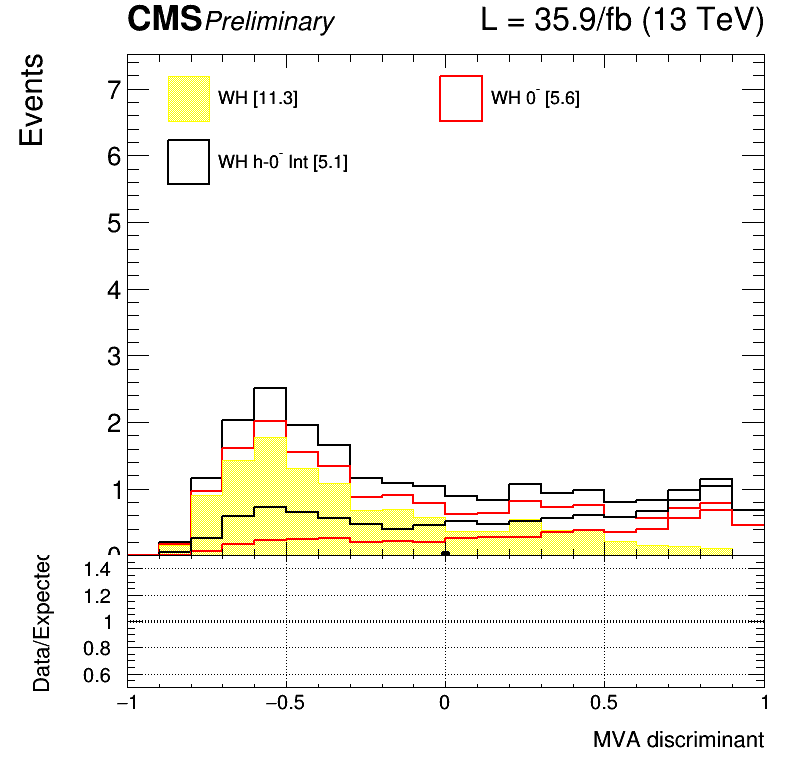 CMS Preliminary L = 35.9/fb (13 TeV)
Events
7
WH [11.3] WH 0- [5.6]
6
WH h-0- Int [5.1]
5
4
3
2
1
0
Data/Expected
1.4
1.2
1
0.8
0.6
−1 −0.5 0 0.5 1
MVA discriminant